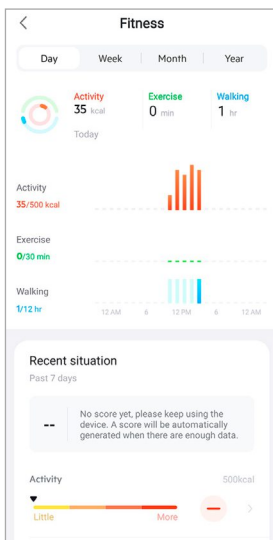 Fitness
Day Week Month Year
Activity Exercise Walking
35 kcal 0 min 1 hr
Today
Activity
35/500 kcal
Exercise
0/30 min
Walking
1/12 hr
12 AM 6 12 PM 6 12 AM
Recent situation
Past 7 days
-- No score yet, please keep using the
device. A score will be automatically
generated when there are enough data.
Activity 500kcal
Little More